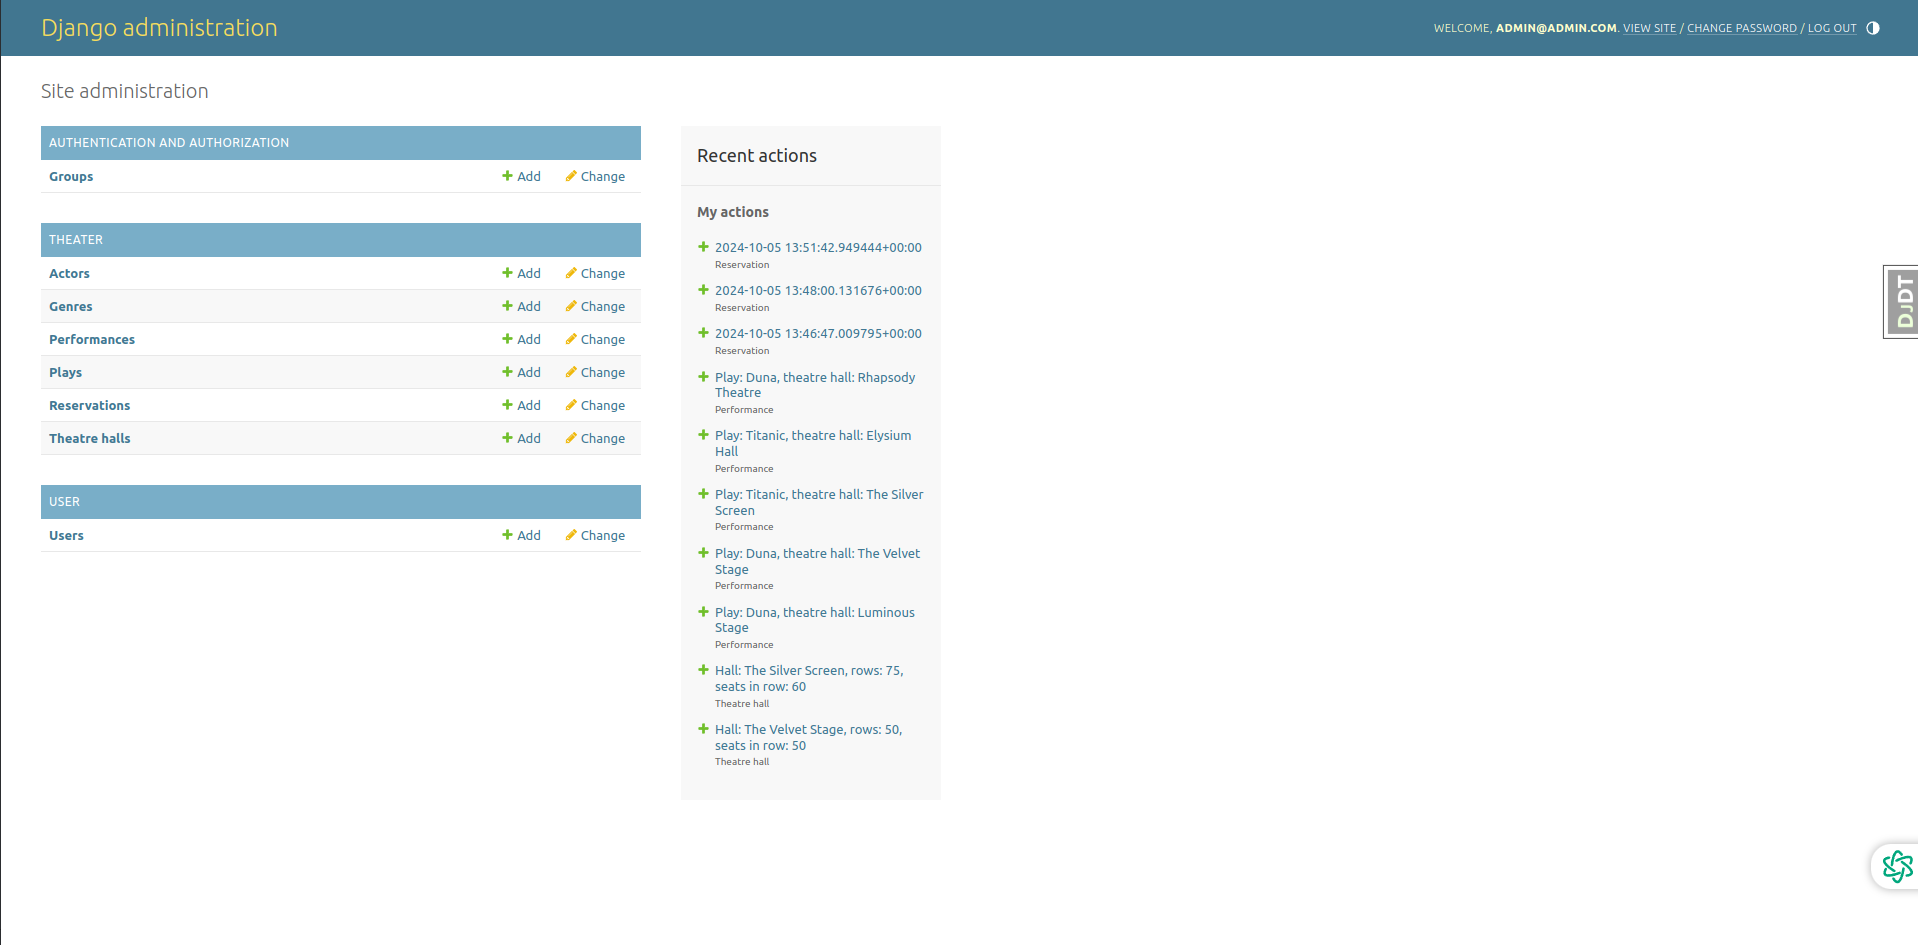 Django administration
WELCOME, ADMIN@ADMIN.COM. VIEW SITE / CHANGE PASSWORD / LOG OUT
Site administration
AUTHENTICATION AND AUTHORIZATION
Groups Add Change
THEATER
Actors Add Change
Genres Add Change
Performances Add Change
Plays Add Change
Reservations Add Change
Theatre halls Add Change
USER
Users Add Change
Recent actions
My actions
2024-10-05 13:51:42.949444+00:00
Reservation
2024-10-05 13:48:00.131676+00:00
Reservation
2024-10-05 13:46:47.009795+00:00
Reservation
Play: Duna, theatre hall: Rhapsody
Theatre
Performance
Play: Titanic, theatre hall: Elysium
Hall
Performance
Play: Titanic, theatre hall: The Silver
Screen
Performance
Play: Duna, theatre hall: The Velvet
Stage
Performance
Play: Duna, theatre hall: Luminous
Stage
Performance
Hall: The Silver Screen, rows: 75,
seats in row: 60
Theatre hall
Hall: The Velvet Stage, rows: 50,
seats in row: 50
Theatre hall
DJDT